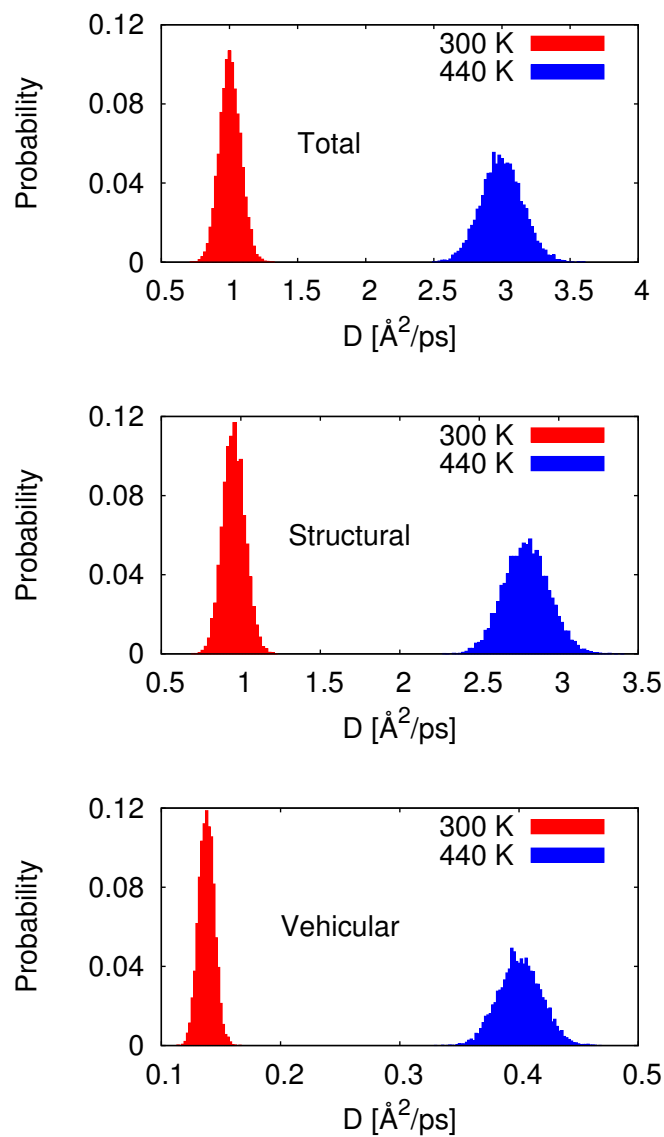 0.12
300 K
440 K
0.08
Total
Probability
0.04
0
0.5 1 1.5 2 2.5 3 3.5 4
D [Å²/ps]
0.12
300 K
440 K
0.08
Structural
Probability
0.04
0
0.5 1 1.5 2 2.5 3 3.5
D [Å²/ps]
0.12
300 K
440 K
0.08
Vehicular
Probability
0.04
0
0.1 0.2 0.3 0.4 0.5
D [Å²/ps]